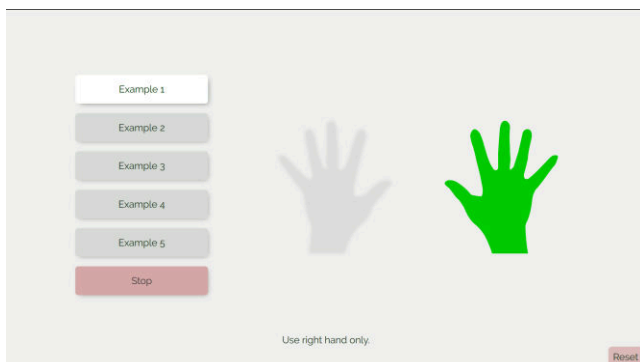 Example 1
Example 2
Example 3
Example 4
Example 5
Stop
Use right hand only.
Reset